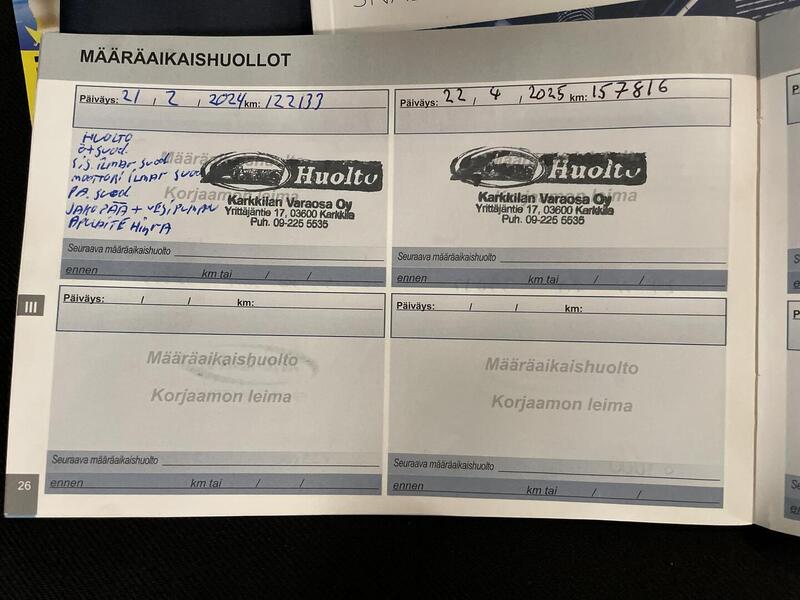 MÄÄRÄAIKAISHUOLLOT
Päiväys: 21 , 2 , 2024 km: 122133
HUOLTO
ö+suod
sis. ilmar suod
moottori ilmar suod
PA. suod
JAKOPÄÄ + VESIPUMPPU
APULAITE HIHNA
Huolto
Karkkilan Varaosa Oy
Yrittäjäntie 17, 03600 Karkkila
Puh. 09-225 5535
Korjaamon leima
Seuraava määräaikaishuolto
ennen km tai / /
Päiväys: 22 , 4 , 2025 km: 157816
Huolto
Karkkilan Varaosa Oy
Yrittäjäntie 17, 03600 Karkkila
Puh. 09-225 5535
Seuraava määräaikaishuolto
ennen km tai / /
III
Päiväys: / / km:
Määräaikaishuolto
Korjaamon leima
Seuraava määräaikaishuolto
ennen km tai / /
Päiväys: / / km:
Määräaikaishuolto
Korjaamon leima
Seuraava määräaikaishuolto
ennen km tai / /
26